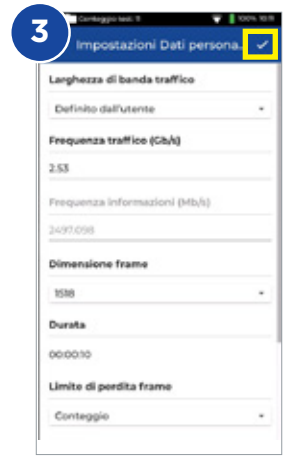 3
Conteggio test: 11
100% 10:11
Impostazioni Dati persona..
Larghezza di banda traffico
Definito dall'utente
Frequenza traffico (Gb/s)
2.53
Frequenza informazioni (Mb/s)
2497.098
Dimensione frame
1518
Durata
00:00:10
Limite di perdita frame
Conteggio